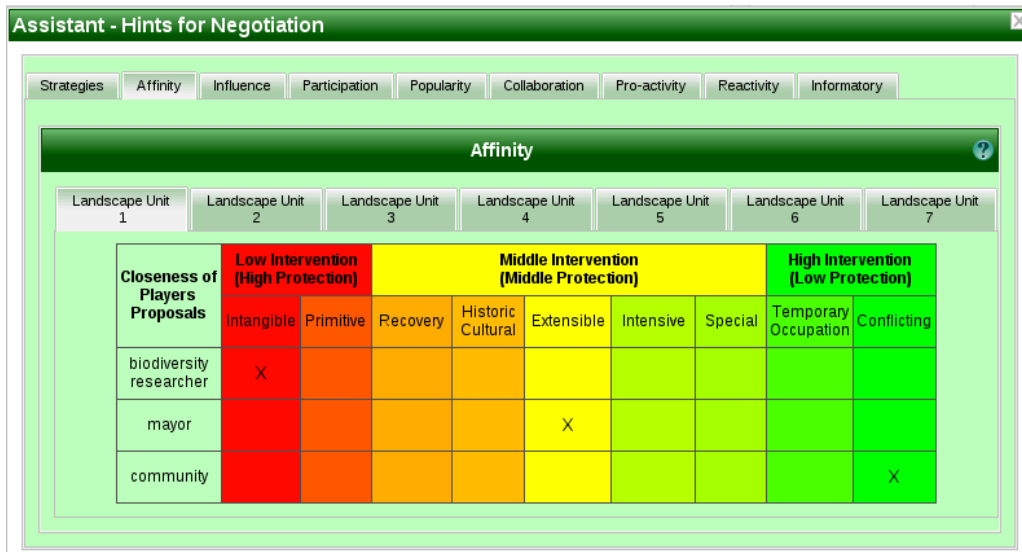 Assistant - Hints for Negotiation
Strategies Affinity Influence Participation Popularity Collaboration Pro-activity Reactivity Informatory
Affinity ?
Landscape Unit 1 Landscape Unit 2 Landscape Unit 3 Landscape Unit 4 Landscape Unit 5 Landscape Unit 6 Landscape Unit 7
Closeness of
Players
Proposals
Low Intervention
(High Protection)
Middle Intervention
(Middle Protection)
High Intervention
(Low Protection)
Intangible Primitive Recovery Historic Cultural Extensible Intensive Special Temporary Occupation Conflicting
biodiversity
researcher X
mayor X
community X